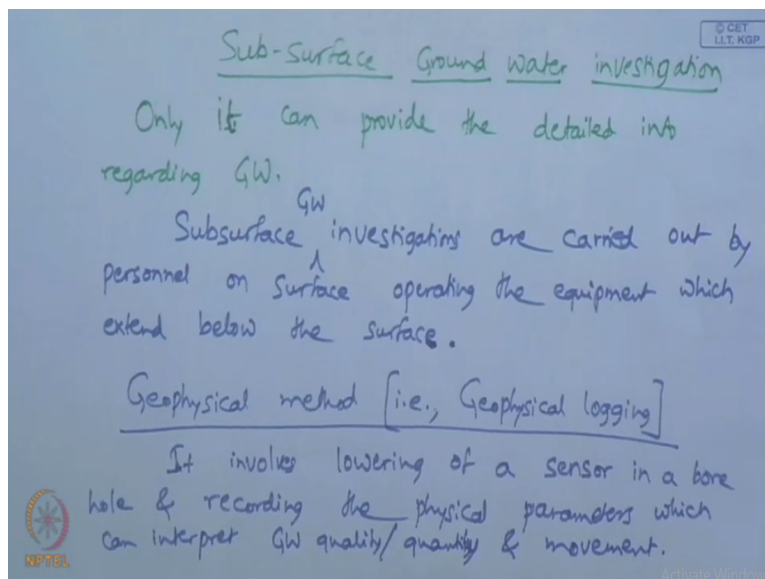 © CET
I.I.T. KGP
Sub-surface Ground water investigation
Only it can provide the detailed info
regarding GW.
GW
Subsurface ^ investigations are carried out by
personnel on surface operating the equipment which
extend below the surface.
Geophysical method [i.e., Geophysical logging]
It involves lowering of a sensor in a bore
hole & recording the physical parameters which
can interpret GW quality/quantity & movement.
NPTEL
Activate Windows